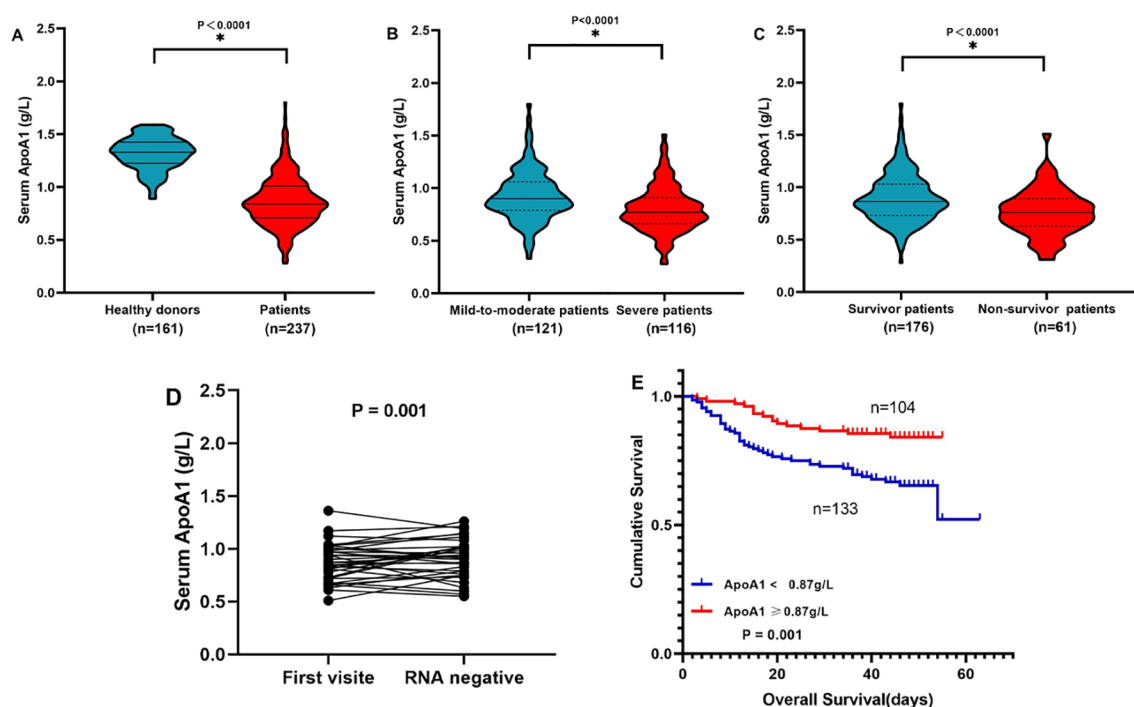 A
P<0.0001
*
Serum ApoA1 (g/L)
2.5
2.0
1.5
1.0
0.5
0.0
Healthy donors
(n=161)
Patients
(n=237)
B
P<0.0001
*
Serum ApoA1 (g/L)
2.5
2.0
1.5
1.0
0.5
0.0
Mild-to-moderate patients
(n=121)
Severe patients
(n=116)
C
P<0.0001
*
Serum ApoA1 (g/L)
2.5
2.0
1.5
1.0
0.5
0.0
Survivor patients
(n=176)
Non-survivor patients
(n=61)
D
P = 0.001
Serum ApoA1 (g/L)
2.5
2.0
1.5
1.0
0.5
0.0
First visite
RNA negative
E
n=104
n=133
Cumulative Survival
1.0
0.5
0.0
ApoA1 < 0.87g/L
ApoA1 ≥0.87g/L
P = 0.001
0
20
40
60
Overall Survival(days)